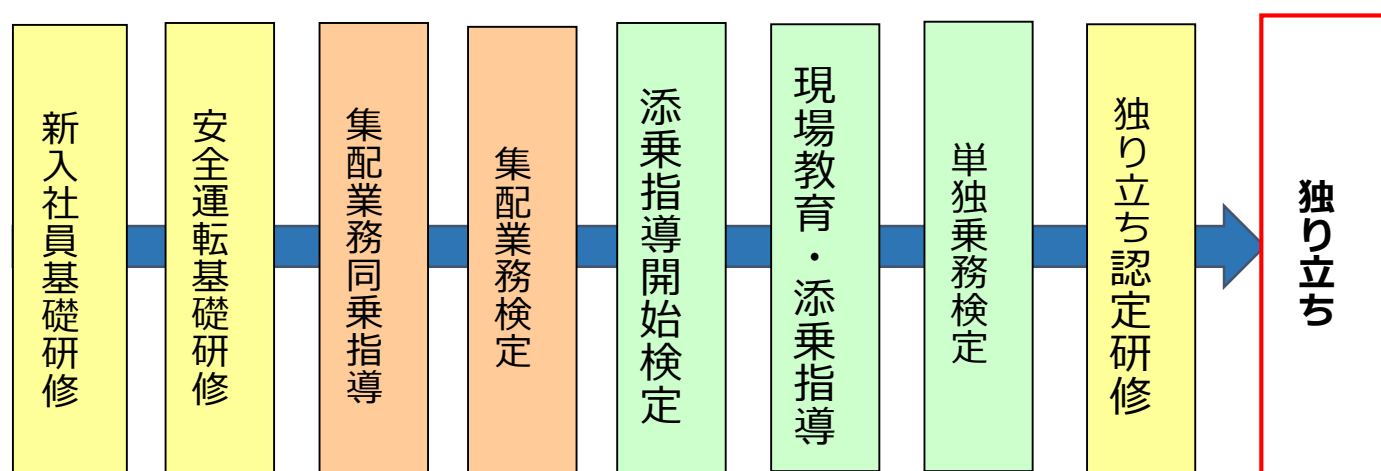 新入社員基礎研修
安全運転基礎研修
集配業務同乗指導
集配業務検定
添乗指導開始検定
現場教育・添乗指導
単独乗務検定
独り立ち認定研修
独り立ち